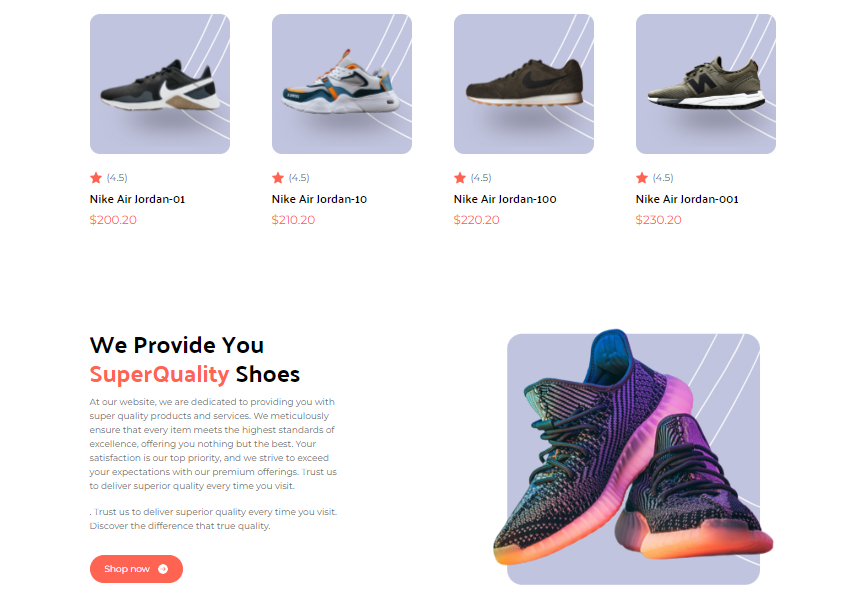 (4.5)
Nike Air Jordan-01
$200.20
(4.5)
Nike Air Jordan-10
$210.20
(4.5)
Nike Air Jordan-100
$220.20
(4.5)
Nike Air Jordan-001
$230.20
We Provide You
SuperQuality Shoes
At our website, we are dedicated to providing you with
super quality products and services. We meticulously
ensure that every item meets the highest standards of
excellence, offering you nothing but the best. Your
satisfaction is our top priority, and we strive to exceed
your expectations with our premium offerings. Trust us
to deliver superior quality every time you visit.
. Trust us to deliver superior quality every time you visit.
Discover the difference that true quality.
Shop now